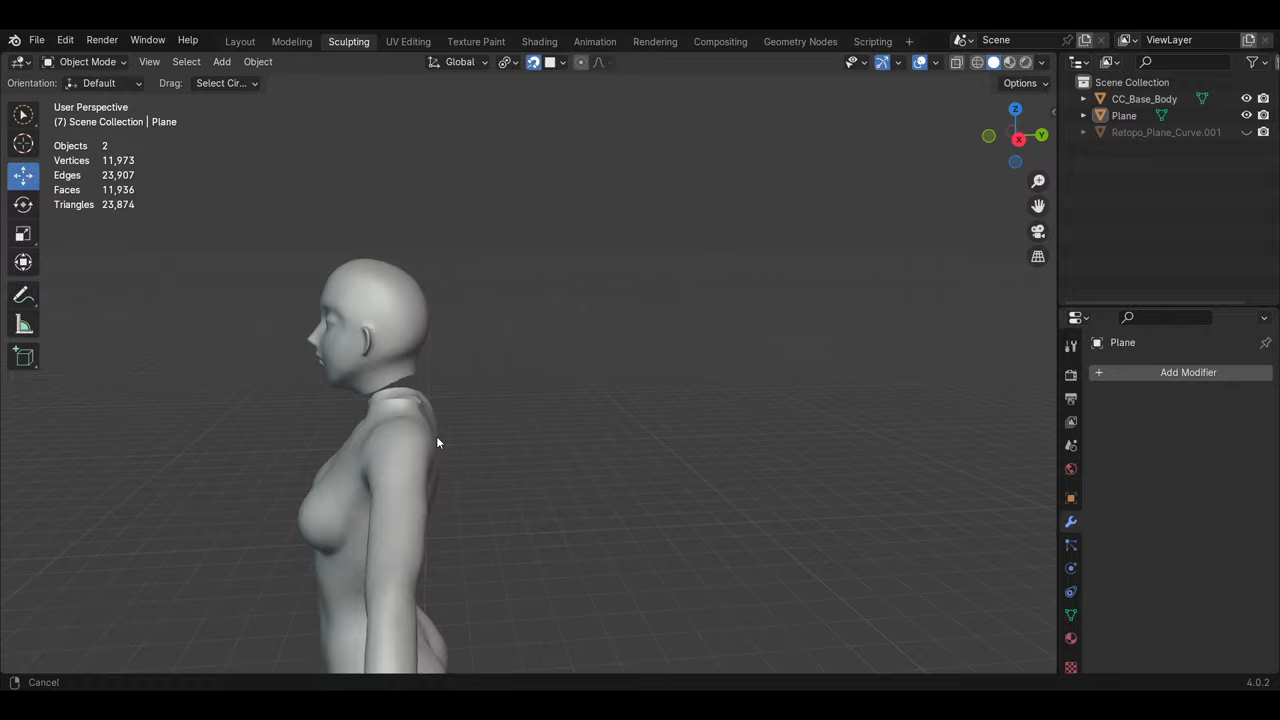 File Edit Render Window Help Layout Modeling Sculpting UV Editing Texture Paint Shading Animation Rendering Compositing Geometry Nodes Scripting + Scene ViewLayer
Object Mode View Select Add Object Global
Orientation: Default Drag: Select Cir... Options
User Perspective
(7) Scene Collection | Plane
Objects 2
Vertices 11,973
Edges 23,907
Faces 11,936
Triangles 23,874
Z
Y
X
Scene Collection
CC_Base_Body
Plane
Retopo_Plane_Curve.001
Plane
+ Add Modifier
Cancel 4.0.2